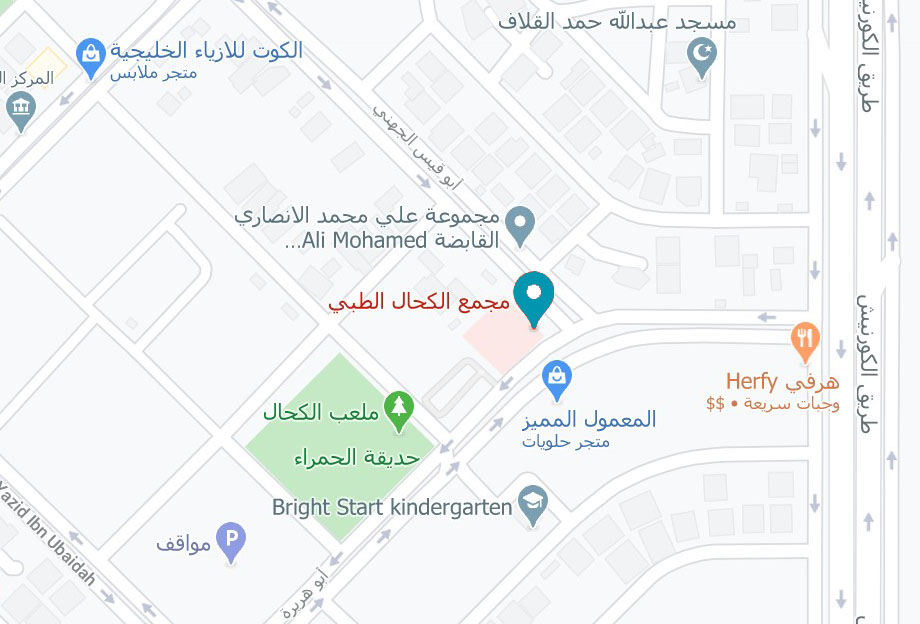 مسجد عبدالله حمد القلاف
طريق الكورنيش
الكوت للازياء الخليجية
متجر ملابس
المركز
أبو قيس الجهني
مجموعة علي محمد الانصاري
القابضة Ali Mohamed...
مجمع الكحال الطبي
طريق الكورنيش
هرفي Herfy
وجبات سريعة • $$
المعمول المميز
متجر حلويات
ملعب الكحال
حديقة الحمراء
Bright Start kindergarten
P
مواقف
Yazid Ibn Ubaidah
أبو هريرة